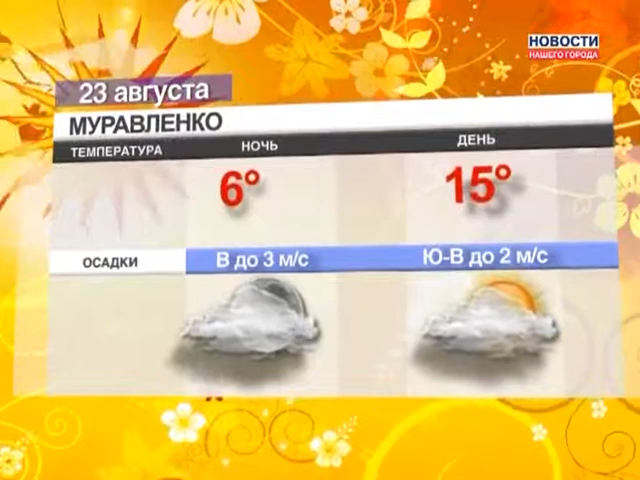 НОВОСТИ
НАШЕГО ГОРОДА
23 августа
МУРАВЛЕНКО
ТЕМПЕРАТУРА НОЧЬ ДЕНЬ
6° 15°
ОСАДКИ В до 3 м/с Ю-В до 2 м/с